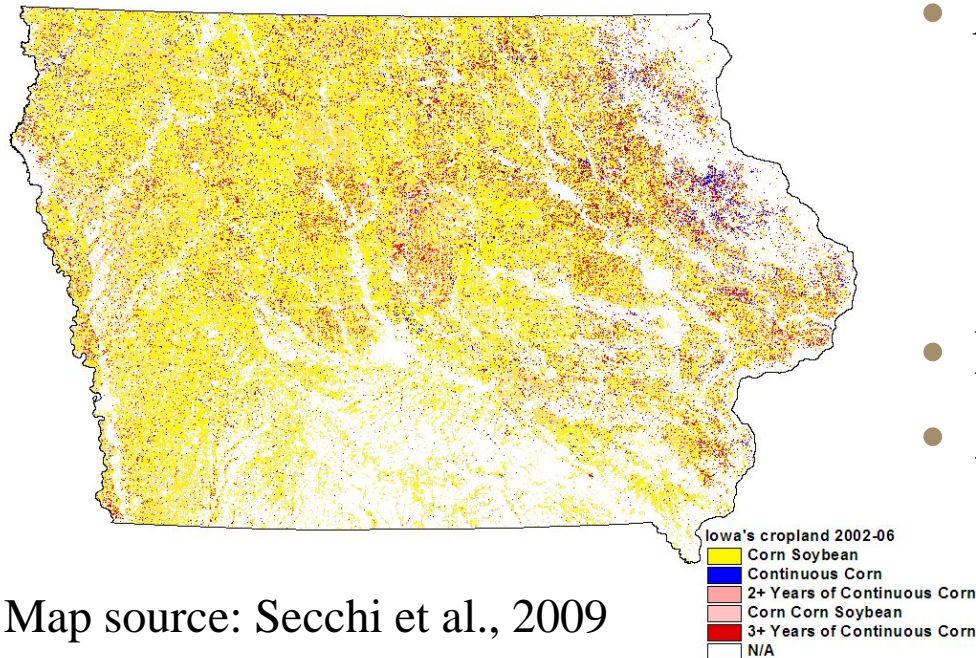 Iowa's cropland 2002-06
Corn Soybean
Continuous Corn
2+ Years of Continuous Corn
Corn Corn Soybean
3+ Years of Continuous Corn
N/A
Map source: Secchi et al., 2009